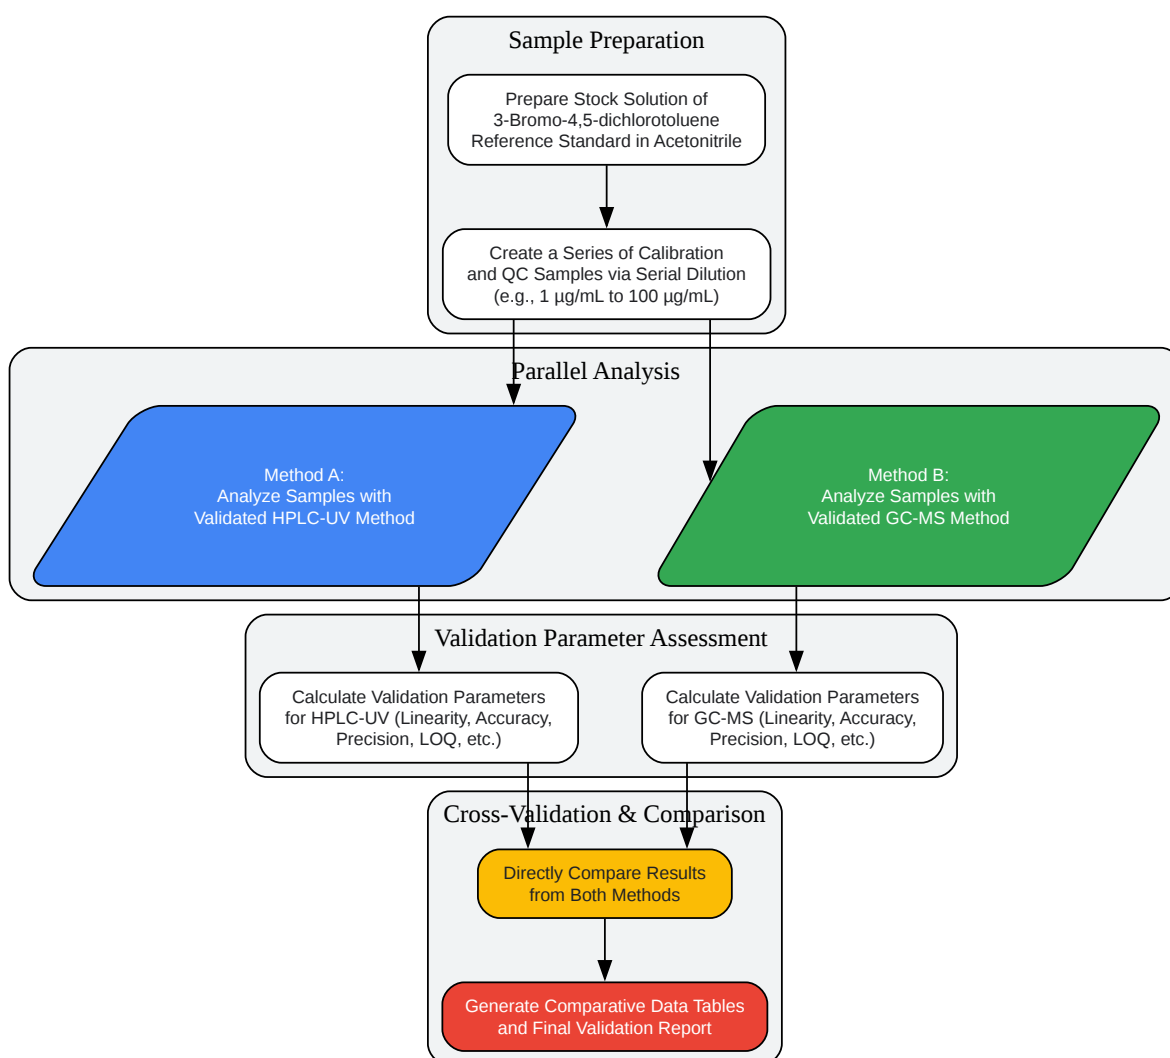 Sample Preparation
Prepare Stock Solution of
3-Bromo-4,5-dichlorotoluene
Reference Standard in Acetonitrile
Create a Series of Calibration
and QC Samples via Serial Dilution
(e.g., 1 µg/mL to 100 µg/mL)
Parallel Analysis
Method A:
Analyze Samples with
Validated HPLC-UV Method
Method B:
Analyze Samples with
Validated GC-MS Method
Validation Parameter Assessment
Calculate Validation Parameters
for HPLC-UV (Linearity, Accuracy,
Precision, LOQ, etc.)
Calculate Validation Parameters
for GC-MS (Linearity, Accuracy,
Precision, LOQ, etc.)
Cross-Validation & Comparison
Directly Compare Results
from Both Methods
Generate Comparative Data Tables
and Final Validation Report